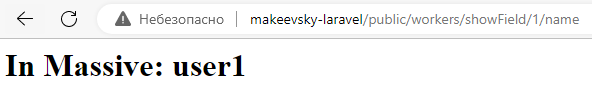 Небезопасно makeevsky-laravel/public/workers/showField/1/name
In Massive: user1